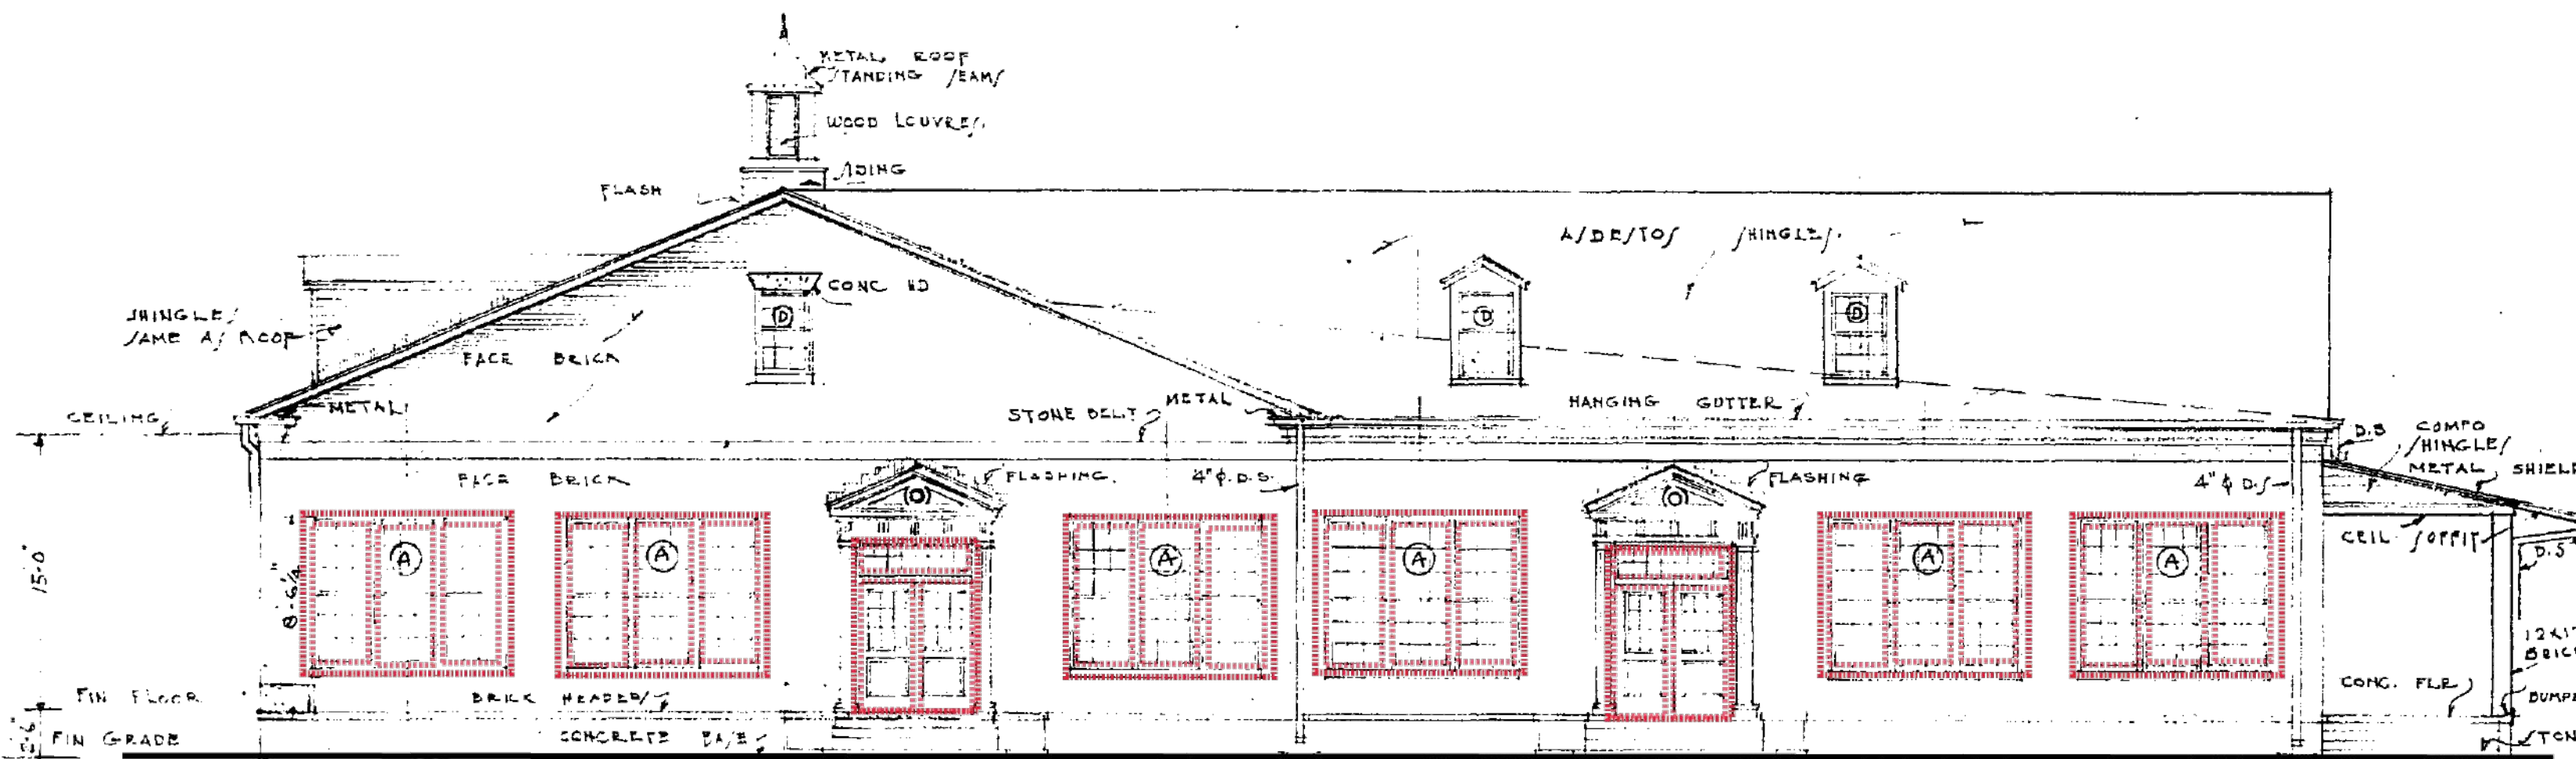 METAL ROOF
STANDING SEAMS
WOOD LOUVRES
SIDING
FLASH
ASBESTOS SHINGLES
CONC HD
D
D
D
SHINGLES
SAME AS ROOF
FACE BRICK
CEILING
METAL
STONE BELT
METAL
HANGING GUTTER
D.S
COMPO
SHINGLES
METAL SHIELD
FACE BRICK
FLASHING.
4"φ.D.S.
FLASHING
4"φ D.S
CEIL SOFFIT
D.S
A
A
A
A
A
A
15'-0"
8'-6 1/4"
FIN FLOOR
BRICK HEADERS
CONC. FLR
FIN GRADE
CONCRETE BASE